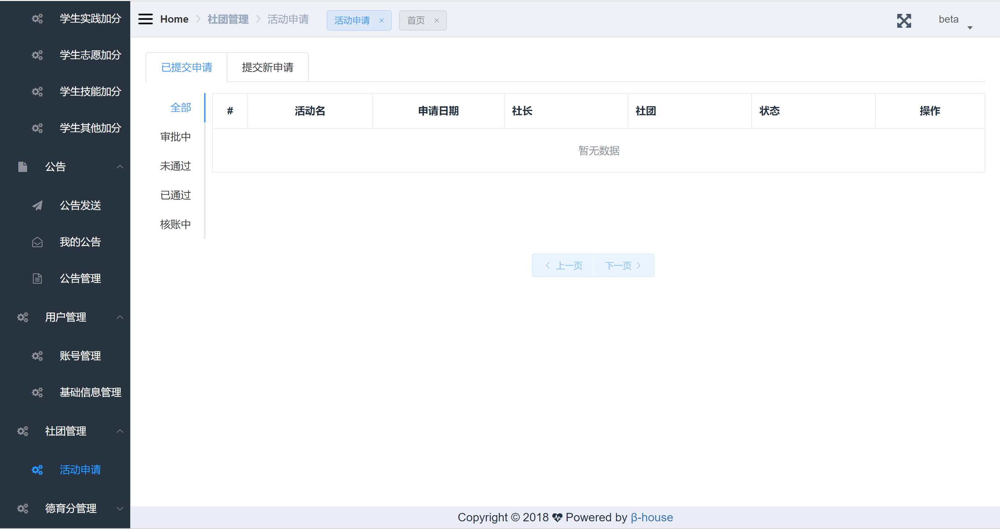 学生实践加分
学生志愿加分
学生技能加分
学生其他加分
公告
公告发送
我的公告
公告管理
用户管理
账号管理
基础信息管理
社团管理
活动申请
德育分管理
Home 社团管理 活动申请 活动申请 首页 beta
已提交申请 提交新申请
全部
审批中
未通过
已通过
核账中
# 活动名 申请日期 社长 社团 状态 操作
暂无数据
上一页 下一页
Copyright © 2018 Powered by β-house